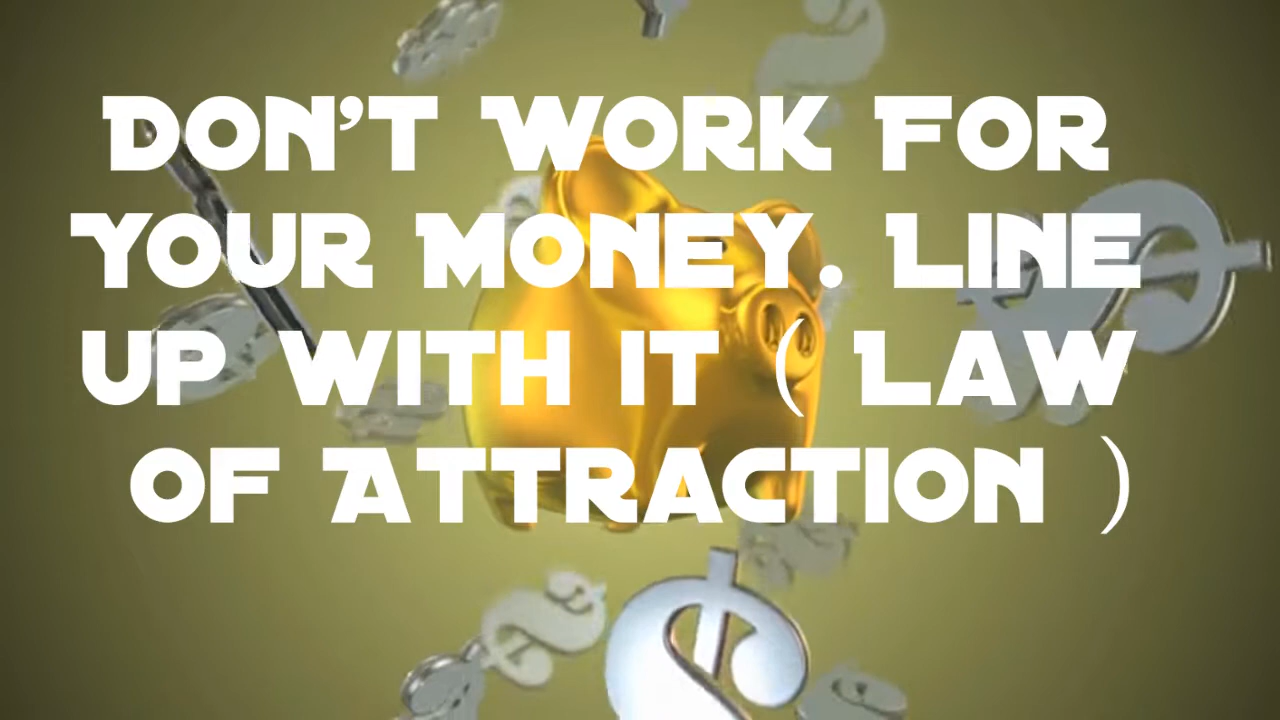 Don't Work For
Your Money. Line
up with it ( Law
of Attraction )